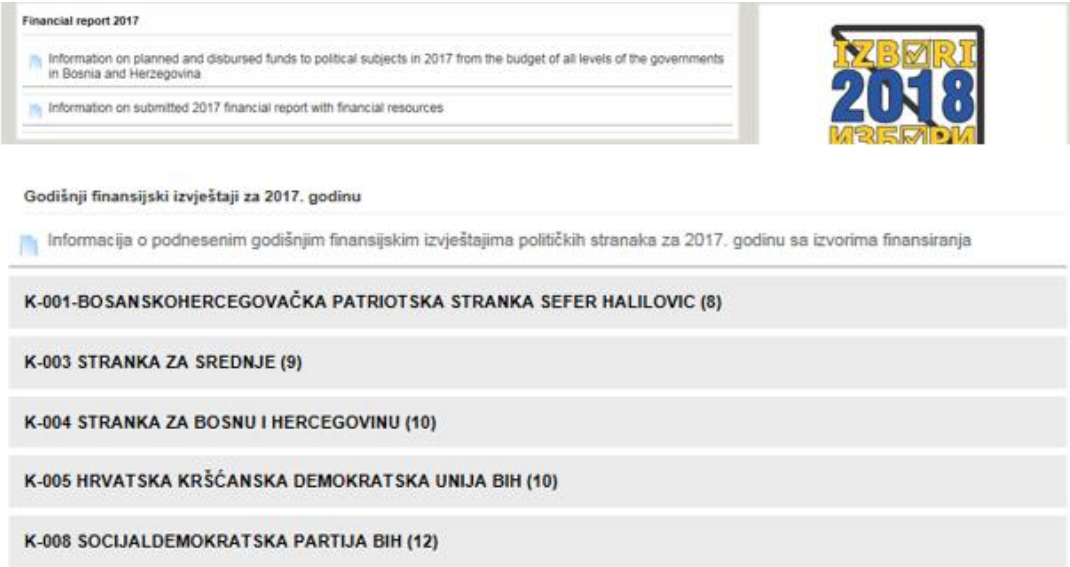 Financial report 2017
Information on planned and disbursed funds to political subjects in 2017 from the budget of all levels of the governments
in Bosnia and Herzegovina
Information on submitted 2017 financial report with financial resources
IZBORI
2018
ИЗБОРИ
Godišnji finansijski izvještaji za 2017. godinu
Informacija o podnesenim godišnjim finansijskim izvještajima političkih stranaka za 2017. godinu sa izvorima finansiranja
K-001-BOSANSKOHERCEGOVAČKA PATRIOTSKA STRANKA SEFER HALILOVIC (8)
K-003 STRANKA ZA SREDNJE (9)
K-004 STRANKA ZA BOSNU I HERCEGOVINU (10)
K-005 HRVATSKA KRŠĆANSKA DEMOKRATSKA UNIJA BIH (10)
K-008 SOCIJALDEMOKRATSKA PARTIJA BIH (12)